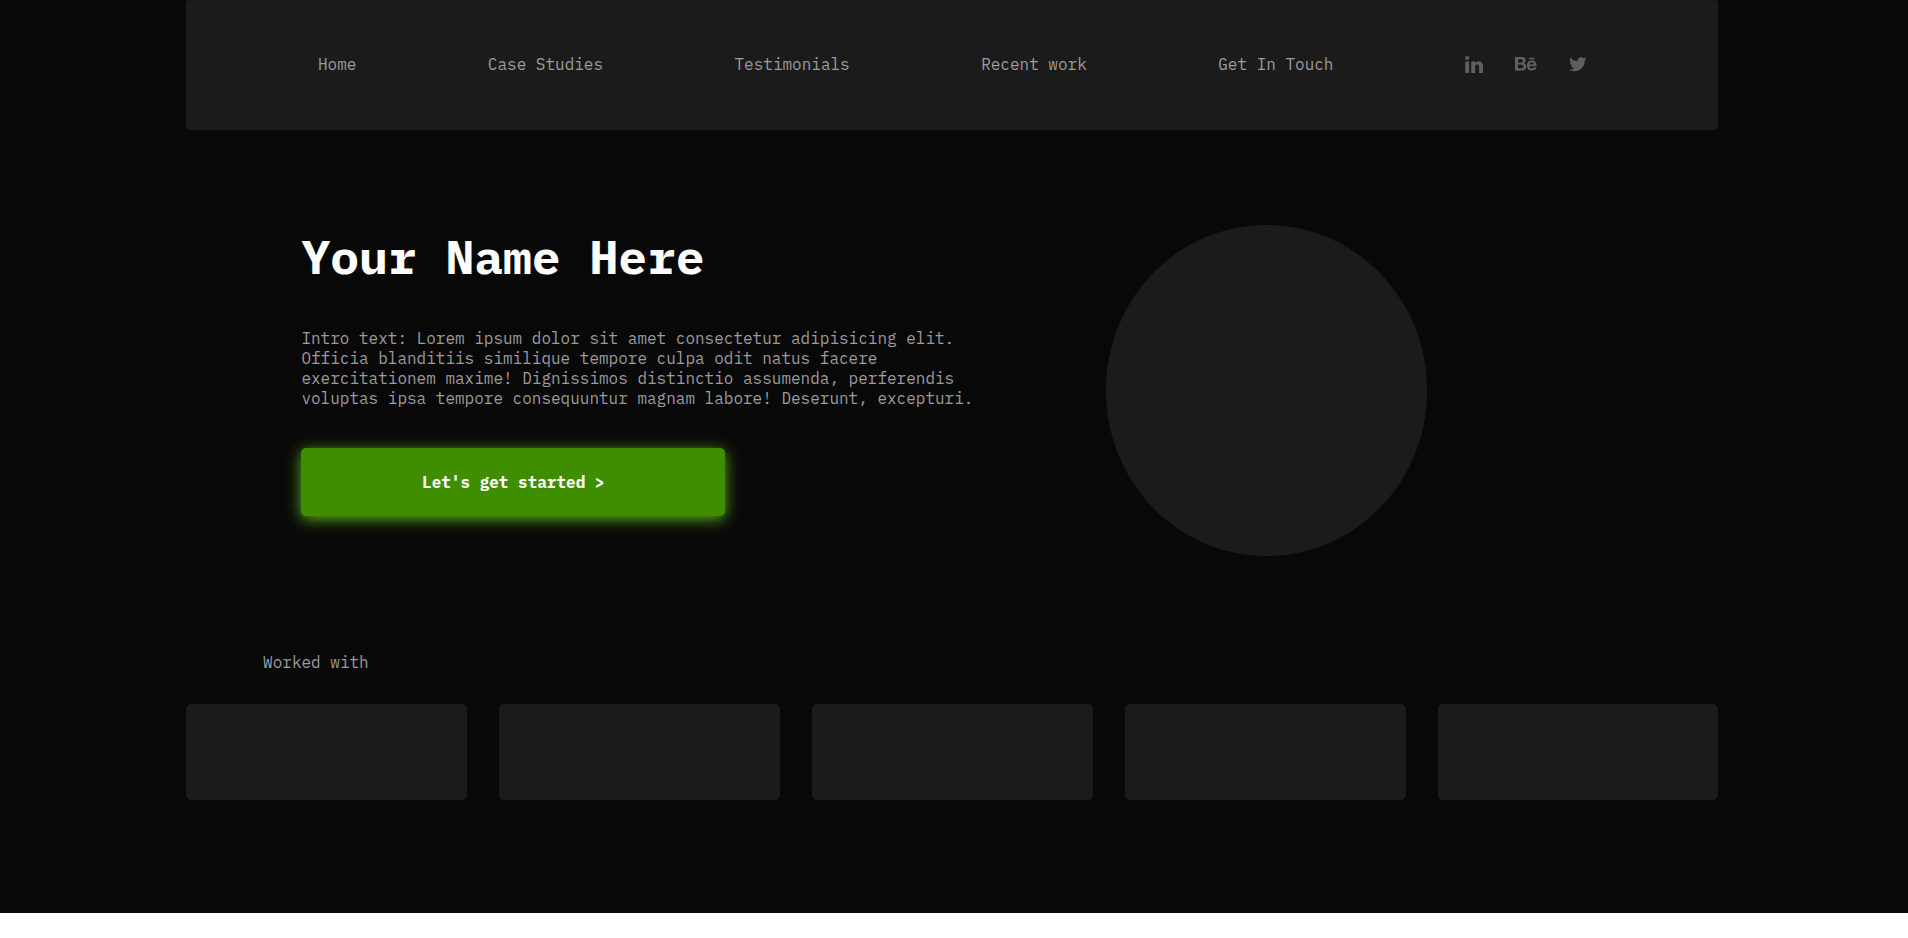 Home Case Studies Testimonials Recent work Get In Touch in Bē
Your Name Here
Intro text: Lorem ipsum dolor sit amet consectetur adipisicing elit.
Officia blanditiis similique tempore culpa odit natus facere
exercitationem maxime! Dignissimos distinctio assumenda, perferendis
voluptas ipsa tempore consequuntur magnam labore! Deserunt, excepturi.
Let's get started >
Worked with